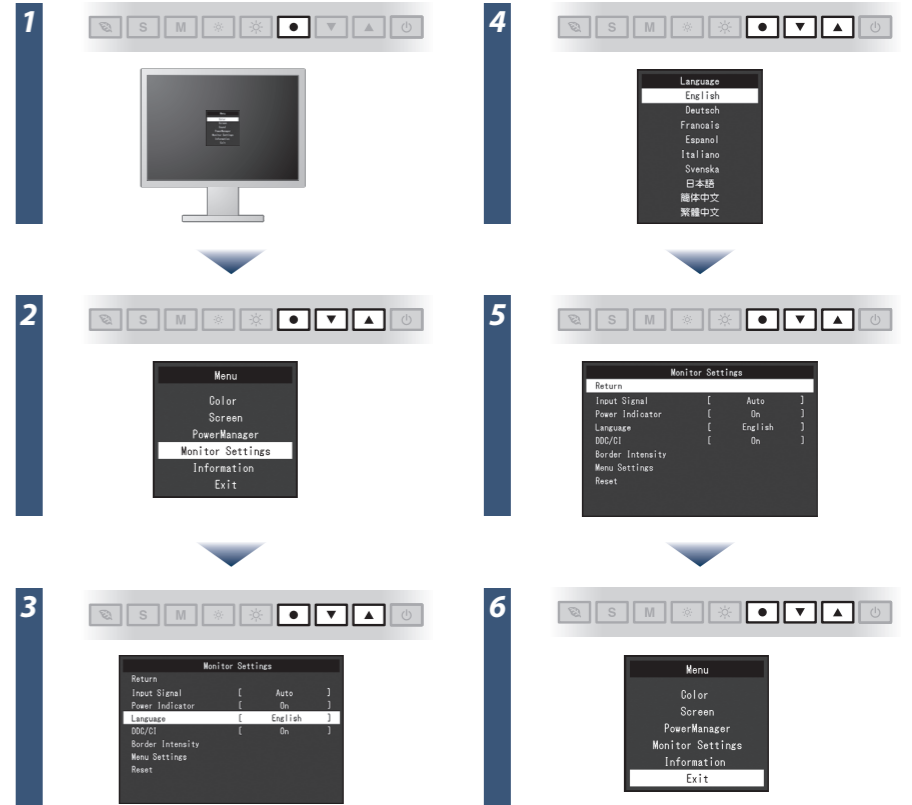 1
S M
2
S M
Menu
Color
Screen
PowerManager
Monitor Settings
Information
Exit
3
S M
Monitor Settings
Return
Input Signal [ Auto ]
Power Indicator [ On ]
Language [ English ]
DDC/CI [ On ]
Border Intensity
Menu Settings
Reset
4
S M
Language
English
Deutsch
Francais
Espanol
Italiano
Svenska
日本語
簡体中文
繁體中文
5
S M
Monitor Settings
Return
Input Signal [ Auto ]
Power Indicator [ On ]
Language [ English ]
DDC/CI [ On ]
Border Intensity
Menu Settings
Reset
6
S M
Menu
Color
Screen
PowerManager
Monitor Settings
Information
Exit